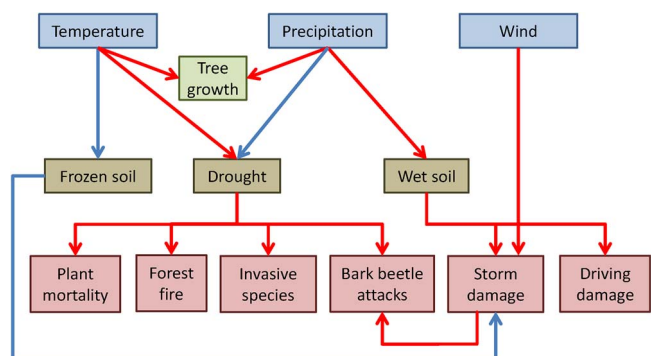 Temperature
Precipitation
Wind
Tree
growth
Frozen soil
Drought
Wet soil
Plant
mortality
Forest
fire
Invasive
species
Bark beetle
attacks
Storm
damage
Driving
damage